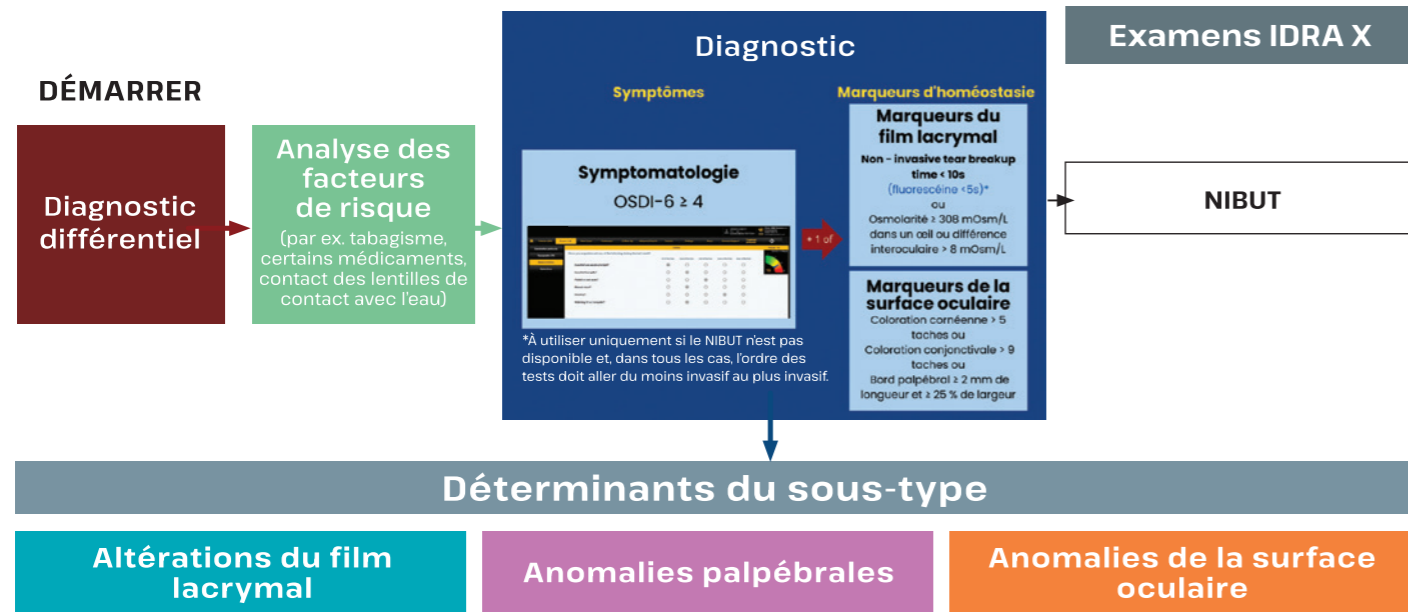 DÉMARRER
Diagnostic
différentiel
Analyse des
facteurs
de risque
(par ex. tabagisme,
certains médicaments,
contact des lentilles de
contact avec l'eau)
Diagnostic
Symptômes
Symptomatologie
OSDI-6 ≥ 4
*À utiliser uniquement si le NIBUT n'est pas
disponible et, dans tous les cas, l'ordre des
tests doit aller du moins invasif au plus invasif.
+ 1 of
Marqueurs d'homéostasie
Marqueurs du
film lacrymal
Non - invasive tear breakup
time < 10s
(fluorescéine <5s)*
ou
Osmolarité ≥ 308 mOsm/L
dans un œil ou différence
interoculaire > 8 mOsm/L
Marqueurs de la
surface oculaire
Coloration cornéenne > 5
taches ou
Coloration conjonctivale > 9
taches ou
Bord palpébral ≥ 2 mm de
longueur et ≥ 25 % de largeur
Examens IDRA X
NIBUT
Déterminants du sous-type
Altérations du film
lacrymal
Anomalies palpébrales
Anomalies de la surface
oculaire